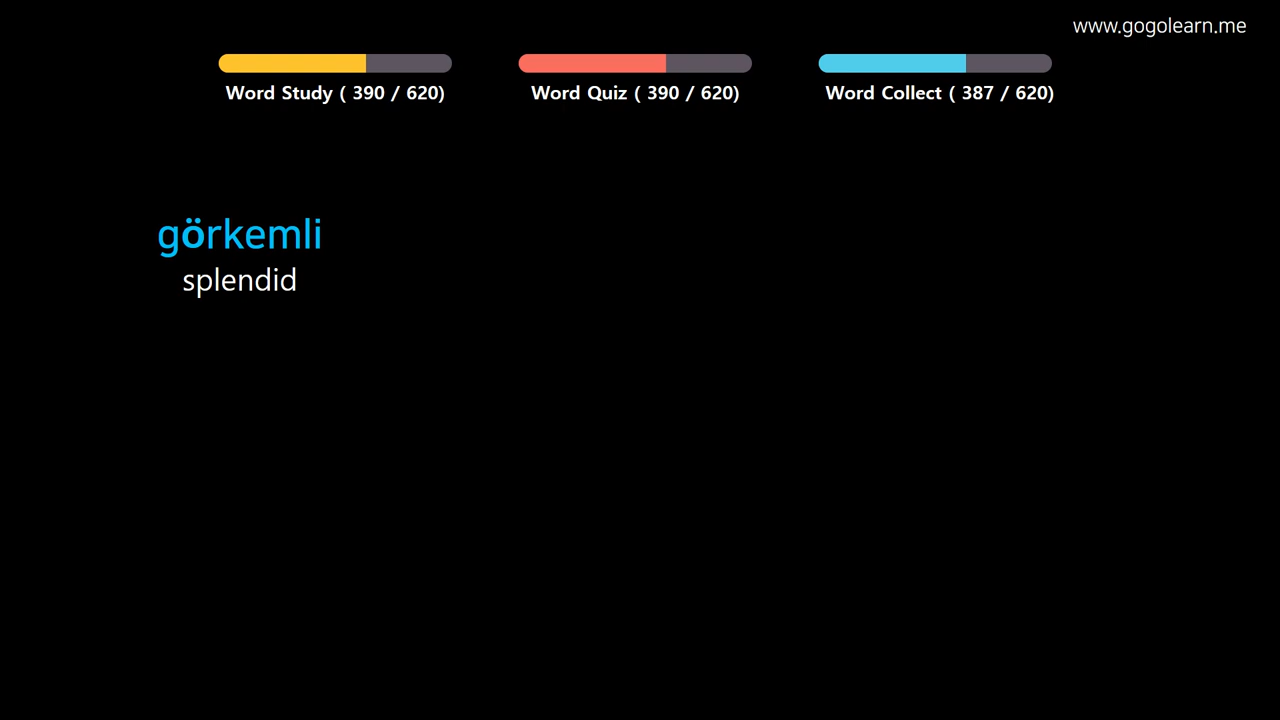 www.gogolearn.me
Word Study ( 390 / 620)
Word Quiz ( 390 / 620)
Word Collect ( 387 / 620)
görkemli
splendid